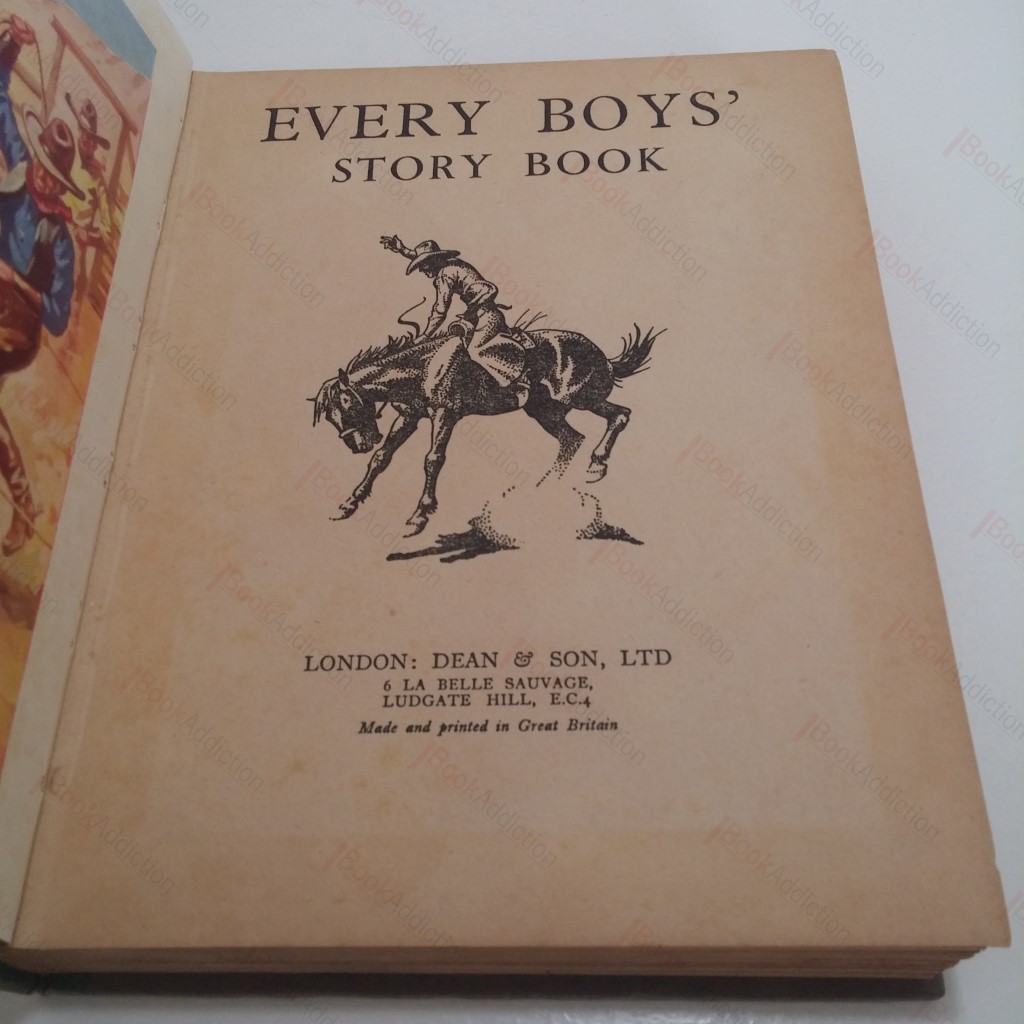 EVERY BOYS'
STORY BOOK
LONDON: DEAN & SON, LTD
6 LA BELLE SAUVAGE,
LUDGATE HILL, E.C.4
Made and printed in Great Britain
BookAddiction